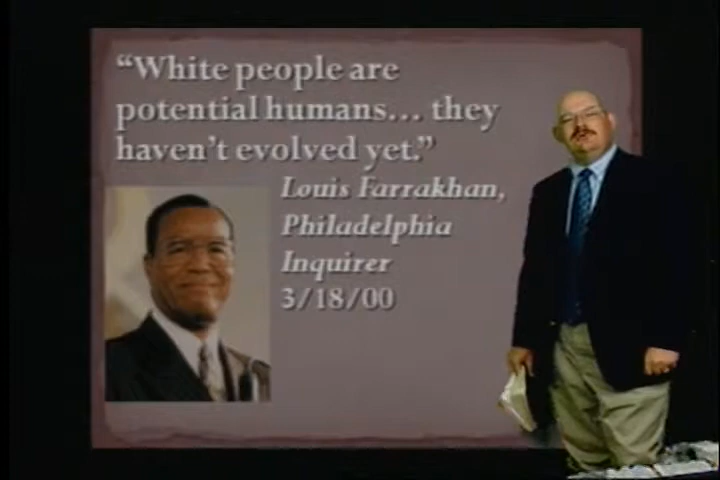 “White people are
potential humans... they
haven’t evolved yet.”
Louis Farrakhan,
Philadelphia
Inquirer
3/18/00